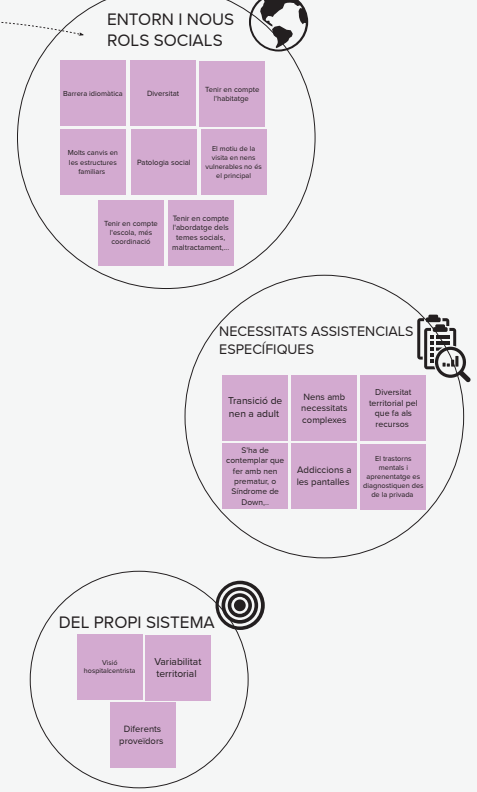 ENTORN I NOUS
ROLS SOCIALS
Barrera idiomàtica
Diversitat
Tenir en compte
l'habitatge
Molts canvis en
les estructures
familiars
Patologia social
El motiu de la
visita en nens
vulnerables no és
el principal
Tenir en compte
l'escola, més
coordinació
Tenir en compte
l'abordatge dels
temes socials,
maltractament,...
NECESSITATS ASSISTENCIALS
ESPECÍFIQUES
Transició de
nen a adult
Nens amb
necessitats
complexes
Diversitat
territorial pel
que fa als
recursos
S'ha de
contemplar que
fer amb nen
prematur, o
Síndrome de
Down,..
Addiccions a
les pantalles
El trastorns
mentals i
aprenentatge es
diagnostiquen des
de la privada
DEL PROPI SISTEMA
Visió
hospitalcentrista
Variabilitat
territorial
Diferents
proveïdors